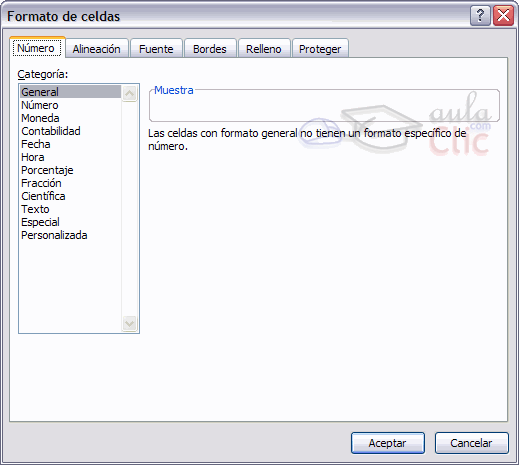 Formato de celdas
Número Alineación Fuente Bordes Relleno Proteger
Categoría:
General
Número
Moneda
Contabilidad
Fecha
Hora
Porcentaje
Fracción
Científica
Texto
Especial
Personalizada
Muestra
aula
.com
Clic
Las celdas con formato general no tienen un formato específico de
número.
Aceptar Cancelar